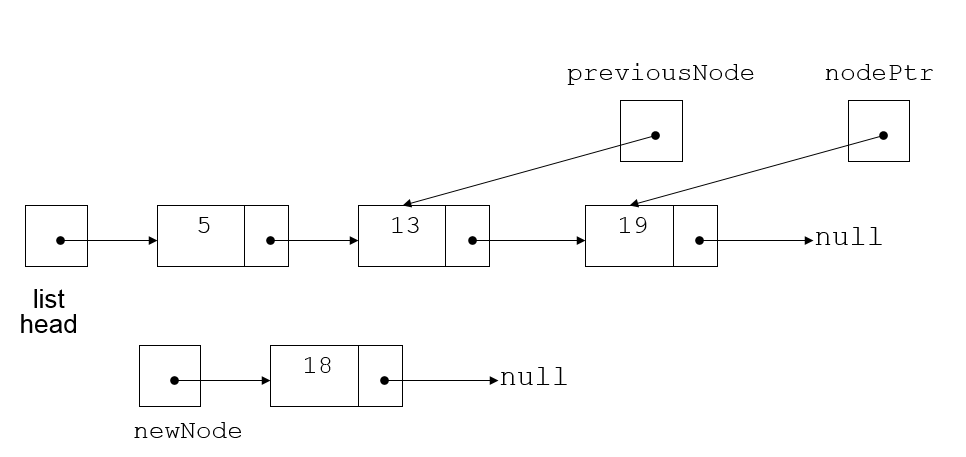 previousNode nodePtr
5 13 19 null
list
head
18 null
newNode